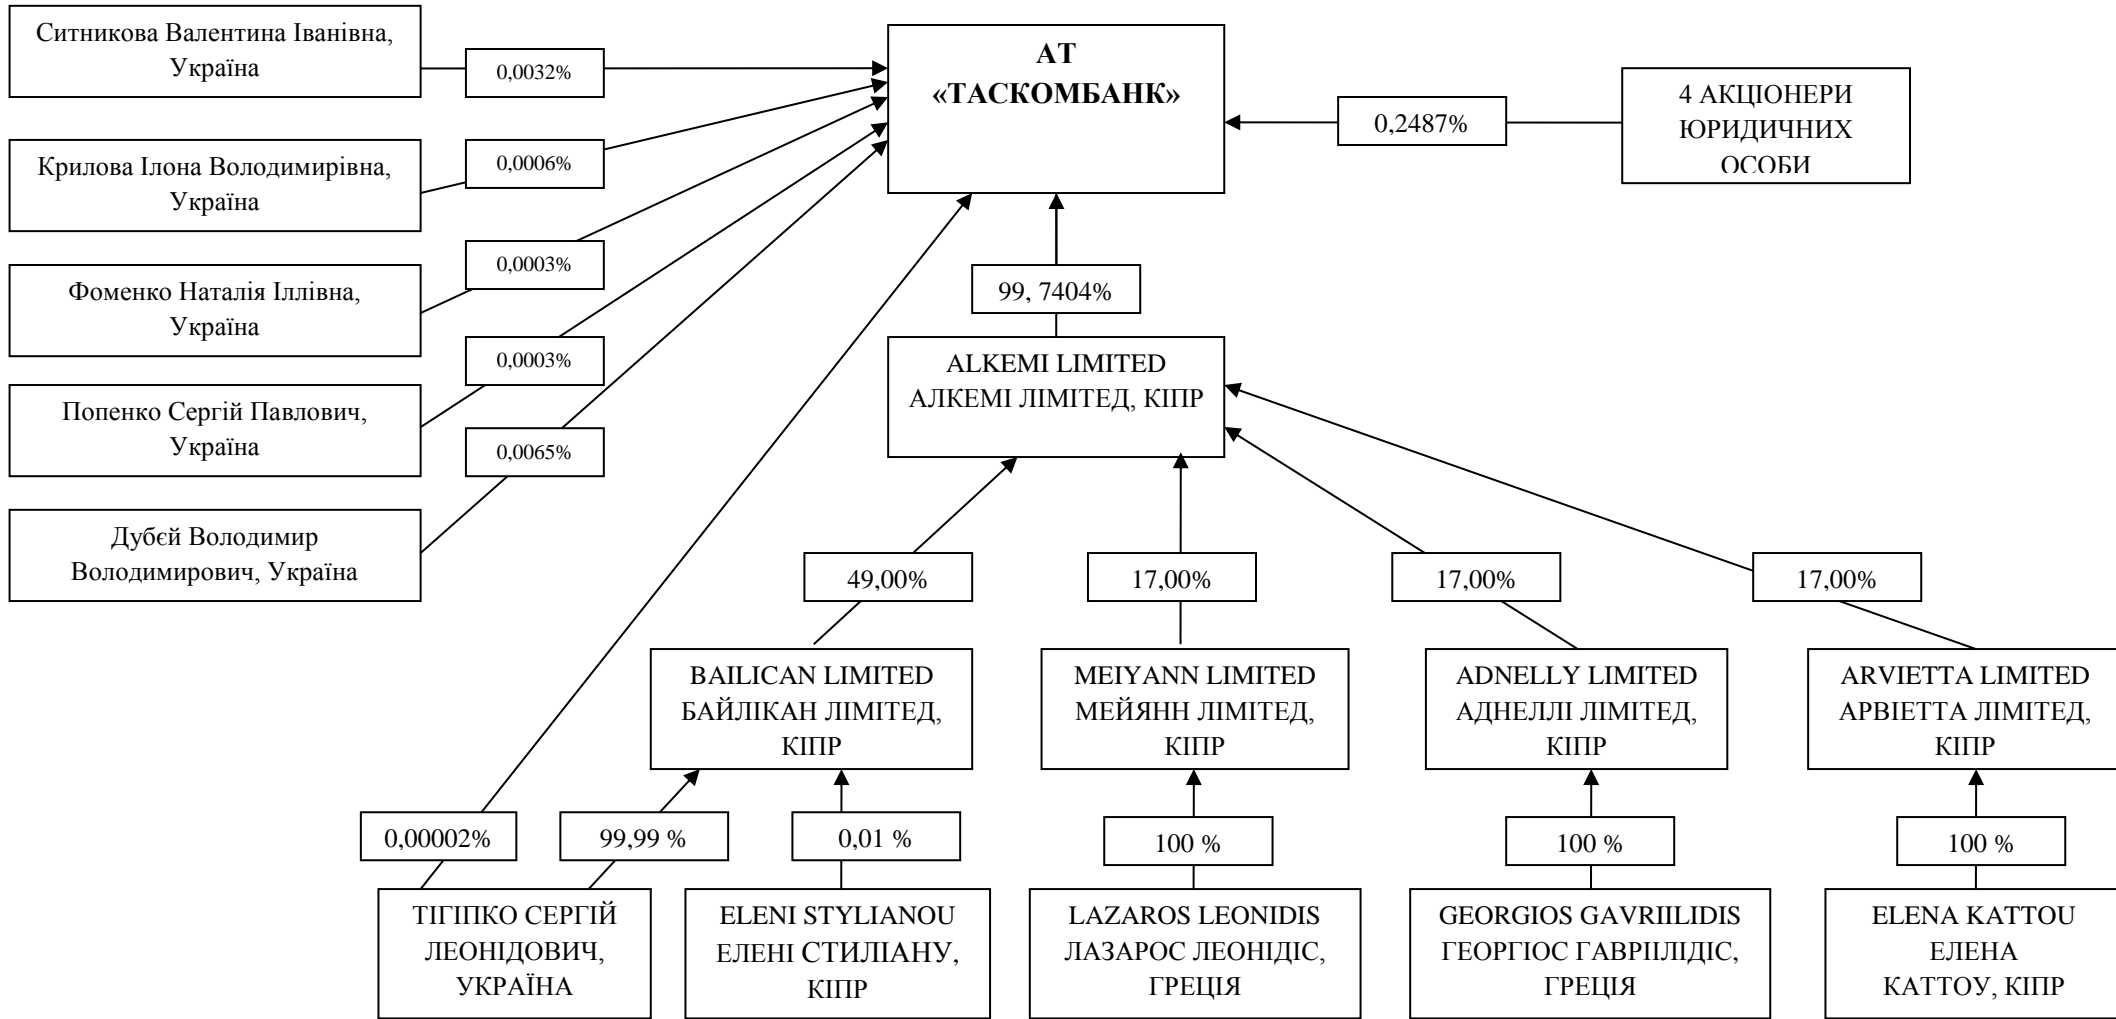 Ситникова Валентина Іванівна,
Україна
0,0032%
АТ
«ТАСКОМБАНК»
4 АКЦІОНЕРИ
ЮРИДИЧНИХ
ОСОБИ
0,2487%
Крилова Ілона Володимирівна,
Україна
0,0006%
Фоменко Наталія Іллівна,
Україна
0,0003%
99, 7404%
Попенко Сергій Павлович,
Україна
0,0003%
ALKEMI LIMITED
АЛКЕМІ ЛІМІТЕД, КІПР
0,0065%
Дубєй Володимир
Володимирович, Україна
49,00%
17,00%
17,00%
17,00%
BAILICAN LIMITED
БАЙЛІКАН ЛІМІТЕД,
КІПР
MEIYANN LIMITED
МЕЙЯНН ЛІМІТЕД,
КІПР
ADNELLY LIMITED
АДНЕЛЛІ ЛІМІТЕД,
КІПР
ARVIETTA LIMITED
АРВІЕТТА ЛІМІТЕД,
КІПР
0,00002%
99,99 %
0,01 %
100 %
100 %
100 %
ТІГІПКО СЕРГІЙ
ЛЕОНІДОВИЧ,
УКРАЇНА
ELENI STYLIANOU
ЕЛЕНІ СТИЛІАНУ,
КІПР
LAZAROS LEONIDIS
ЛАЗАРОС ЛЕОНІДІС,
ГРЕЦІЯ
GEORGIOS GAVRIILIDIS
ГЕОРГІОС ГАВРІІЛІДІС,
ГРЕЦІЯ
ELENA KATTOU
ЕЛЕНА
КАТТОУ, КІПР